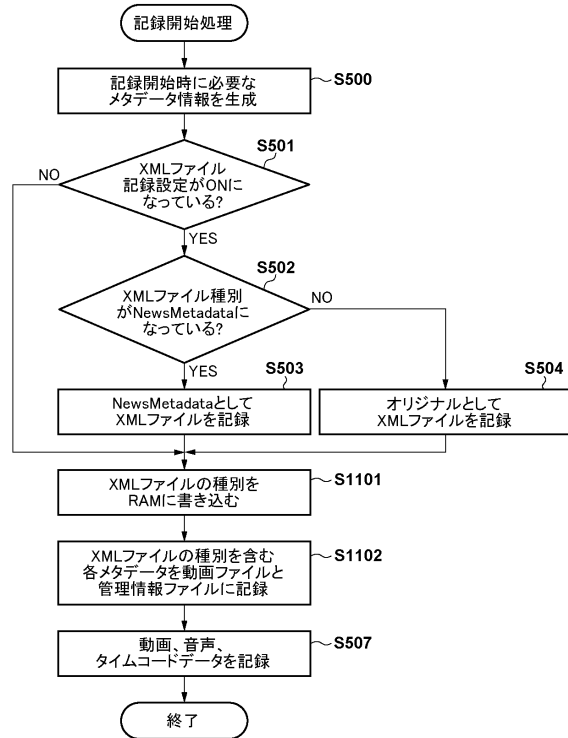 記録開始処理
記録開始時に必要な
メタデータ情報を生成
S500
S501
XMLファイル
記録設定がONに
なっている?
NO
YES
S502
XMLファイル種別
がNewsMetadataに
なっている?
NO
YES
S503
NewsMetadataとして
XMLファイルを記録
S504
オリジナルとして
XMLファイルを記録
XMLファイルの種別を
RAMに書き込む
S1101
XMLファイルの種別を含む
各メタデータを動画ファイルと
管理情報ファイルに記録
S1102
動画、音声、
タイムコードデータを記録
S507
終了